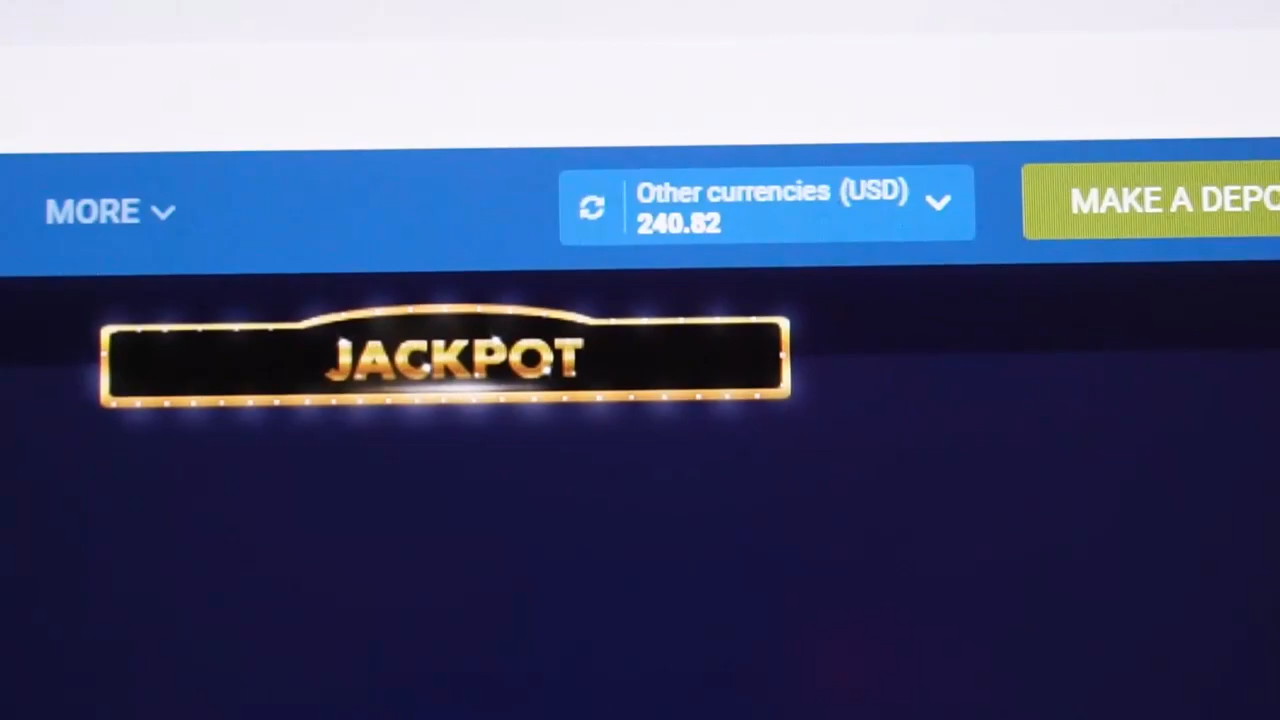 MORE
Other currencies (USD)
240.82
MAKE A DEPO
JACKPOT